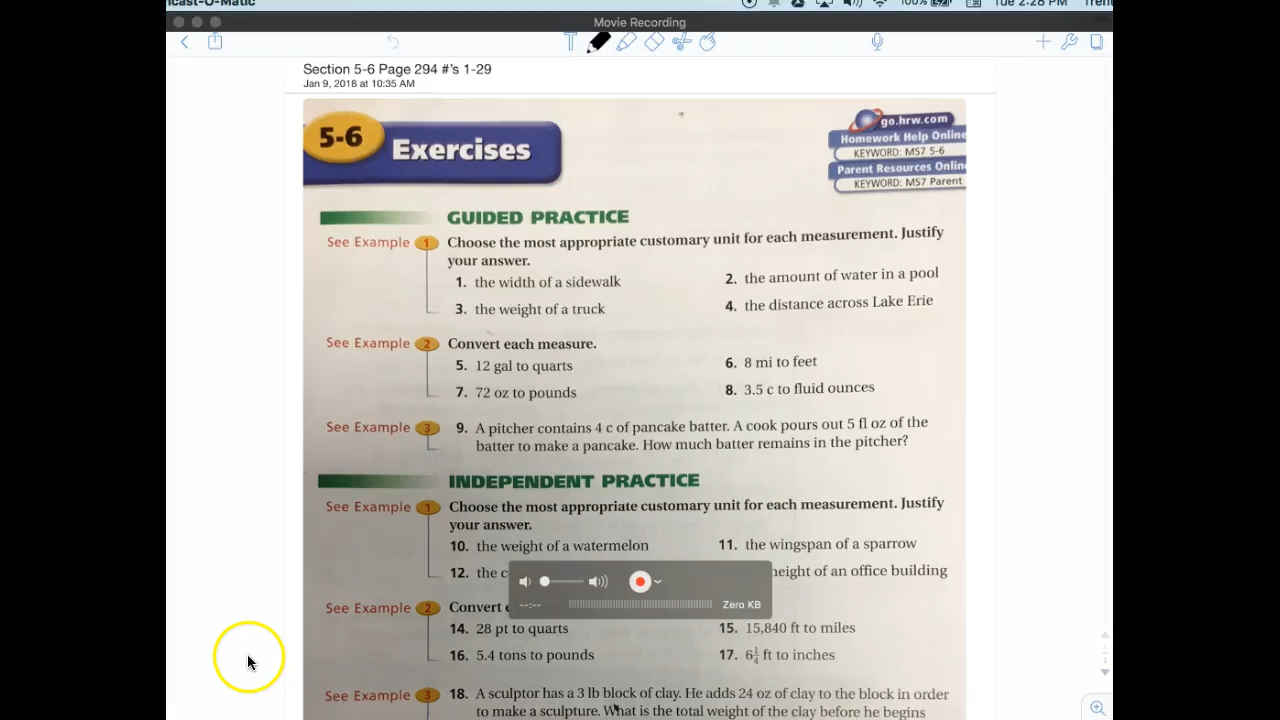 ncast-O-Matic 100% Tue 2:28 PM Trent
Movie Recording
Section 5-6 Page 294 #'s 1-29
Jan 9, 2018 at 10:35 AM
5-6 Exercises
go.hrw.com
Homework Help Online
KEYWORD: MS7 5-6
Parent Resources Onlin
KEYWORD: MS7 Parent
GUIDED PRACTICE
See Example 1 Choose the most appropriate customary unit for each measurement. Justify
your answer.
1. the width of a sidewalk 2. the amount of water in a pool
3. the weight of a truck 4. the distance across Lake Erie
See Example 2 Convert each measure.
5. 12 gal to quarts 6. 8 mi to feet
7. 72 oz to pounds 8. 3.5 c to fluid ounces
See Example 3 9. A pitcher contains 4 c of pancake batter. A cook pours out 5 fl oz of the
batter to make a pancake. How much batter remains in the pitcher?
INDEPENDENT PRACTICE
See Example 1 Choose the most appropriate customary unit for each measurement. Justify
your answer.
10. the weight of a watermelon 11. the wingspan of a sparrow
12. the c height of an office building
See Example 2 Convert
14. 28 pt to quarts 15. 15,840 ft to miles
16. 5.4 tons to pounds 17. 6 1/4 ft to inches
See Example 3 18. A sculptor has a 3 lb block of clay. He adds 24 oz of clay to the block in order
to make a sculpture. What is the total weight of the clay before he begins
--:-- Zero KB